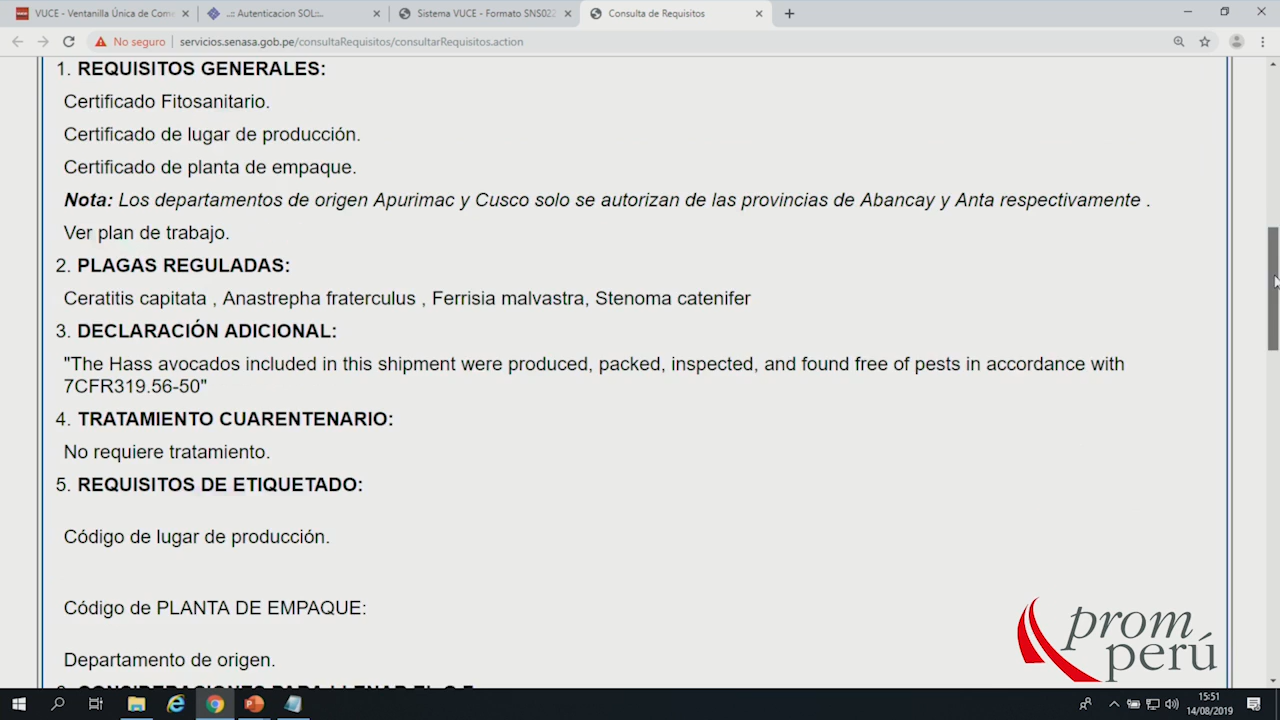 VUCE - Ventanilla Única de Come
..:: Autenticacion SOL::..
Sistema VUCE - Formato SNS022
Consulta de Requisitos
No seguro
servicios.senasa.gob.pe/consultaRequisitos/consultarRequisitos.action
1. REQUISITOS GENERALES:
Certificado Fitosanitario.
Certificado de lugar de producción.
Certificado de planta de empaque.
Nota: Los departamentos de origen Apurimac y Cusco solo se autorizan de las provincias de Abancay y Anta respectivamente .
Ver plan de trabajo.
2. PLAGAS REGULADAS:
Ceratitis capitata , Anastrepha fraterculus , Ferrisia malvastra, Stenoma catenifer
3. DECLARACIÓN ADICIONAL:
"The Hass avocados included in this shipment were produced, packed, inspected, and found free of pests in accordance with
7CFR319.56-50"
4. TRATAMIENTO CUARENTENARIO:
No requiere tratamiento.
5. REQUISITOS DE ETIQUETADO:
Código de lugar de producción.
Código de PLANTA DE EMPAQUE:
Departamento de origen.
CONSIDERACIONES PARA LLENAR EL C.F.
prom
perú
15:51
14/08/2019